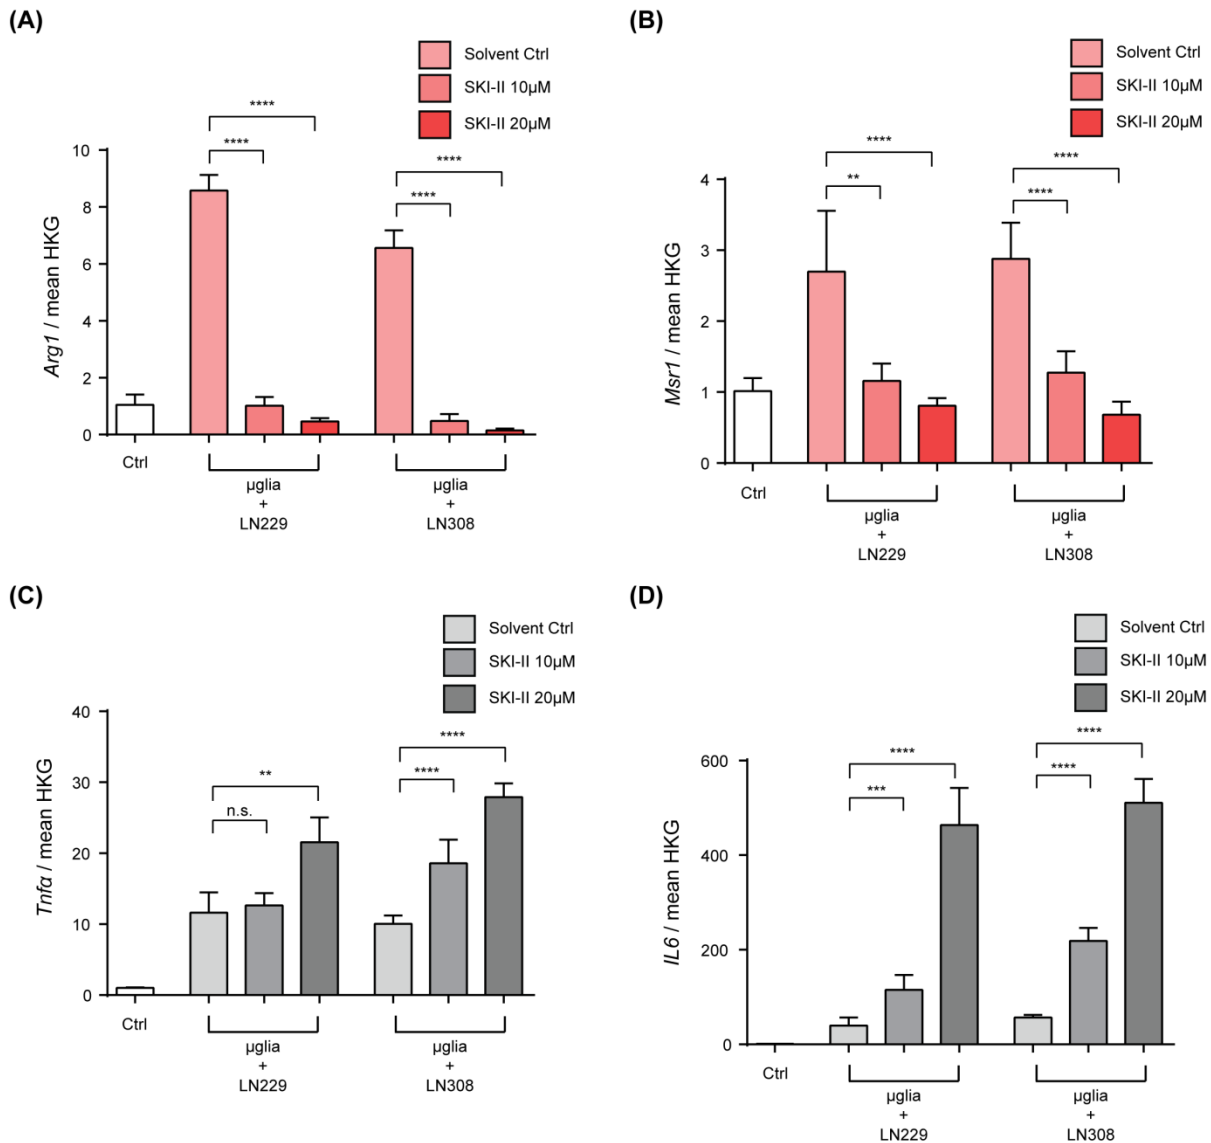 (A)
Solvent Ctrl
SKI-II 10µM
SKI-II 20µM
****
****
****
****
10
8
6
4
2
0
Arg1 / mean HKG
Ctrl
µglia
+
LN229
µglia
+
LN308
(B)
Solvent Ctrl
SKI-II 10µM
SKI-II 20µM
****
**
****
****
4
3
2
1
0
Msr1 / mean HKG
Ctrl
µglia
+
LN229
µglia
+
LN308
(C)
Solvent Ctrl
SKI-II 10µM
SKI-II 20µM
**
n.s.
****
****
40
30
20
10
0
Tnfα / mean HKG
Ctrl
µglia
+
LN229
µglia
+
LN308
(D)
Solvent Ctrl
SKI-II 10µM
SKI-II 20µM
****
***
****
****
600
400
200
0
IL6 / mean HKG
Ctrl
µglia
+
LN229
µglia
+
LN308